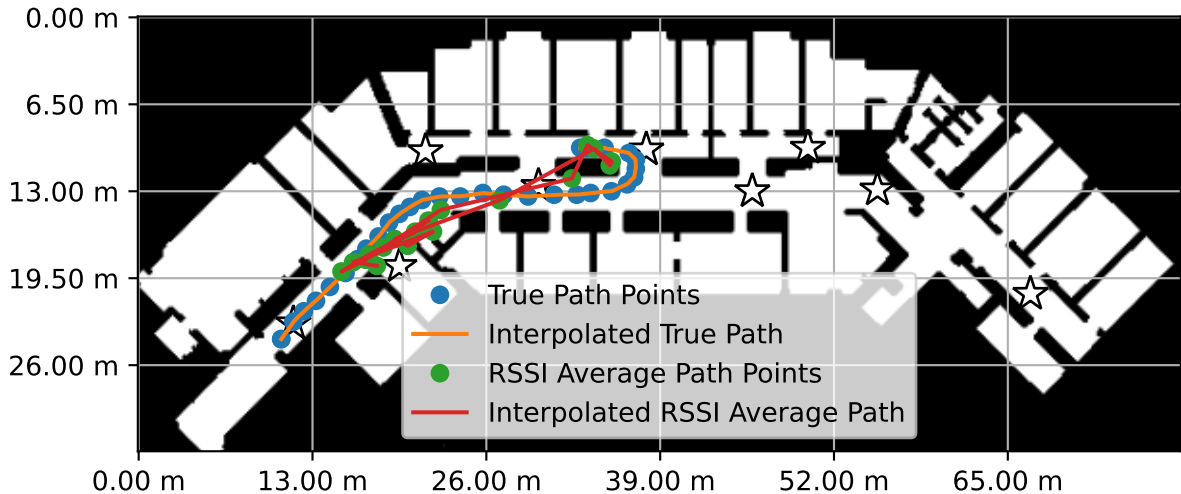 0.00 m
6.50 m
13.00 m
19.50 m
26.00 m
True Path Points
Interpolated True Path
RSSI Average Path Points
Interpolated RSSI Average Path
0.00 m 13.00 m 26.00 m 39.00 m 52.00 m 65.00 m